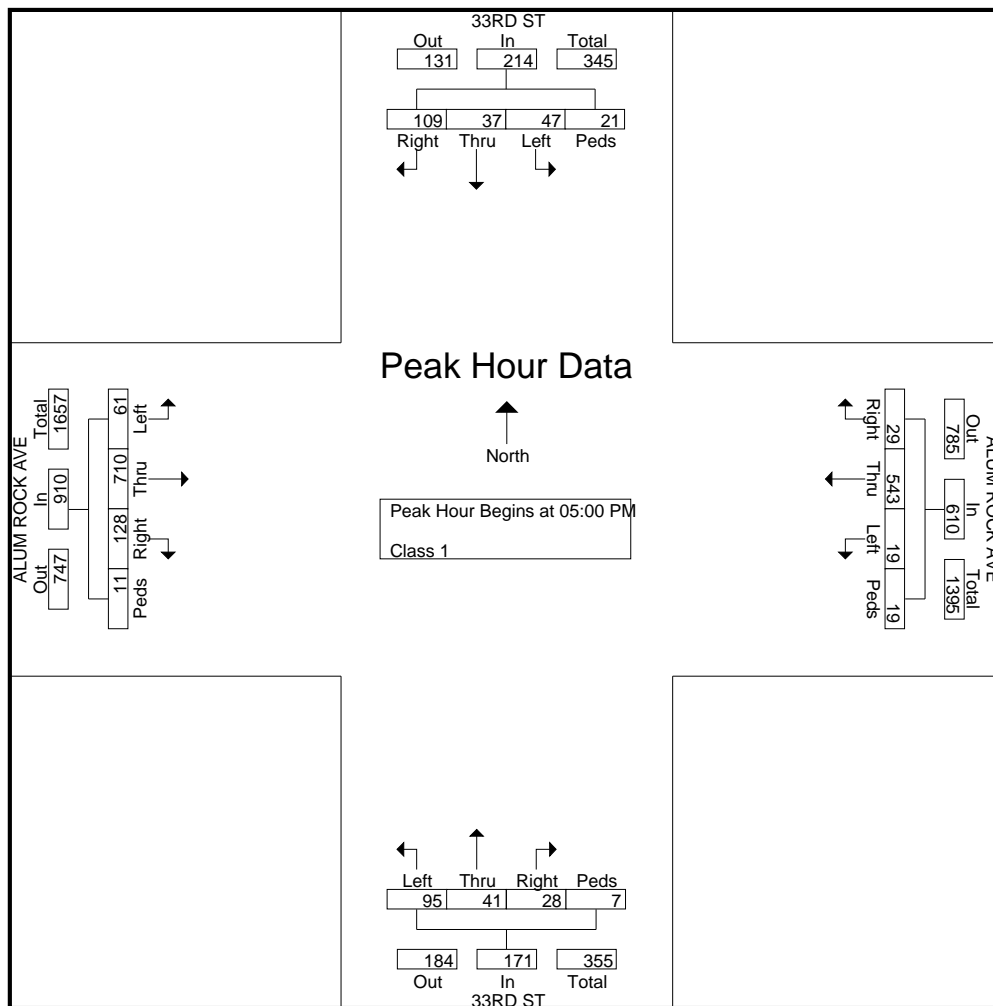 33RD ST
Out In Total
131 214 345
109 37 47 21
Right Thru Left Peds
Peak Hour Data
North
Peak Hour Begins at 05:00 PM
Class 1
ALUM ROCK AVE
Out In Total
747 910 1657
61 710 128 11
Left Thru Right Peds
Right Thru Left Peds
29 543 19 19
785 610 1395
Out In Total
ALUM ROCK AVE
Left Thru Right Peds
95 41 28 7
184 171 355
Out In Total
33RD ST